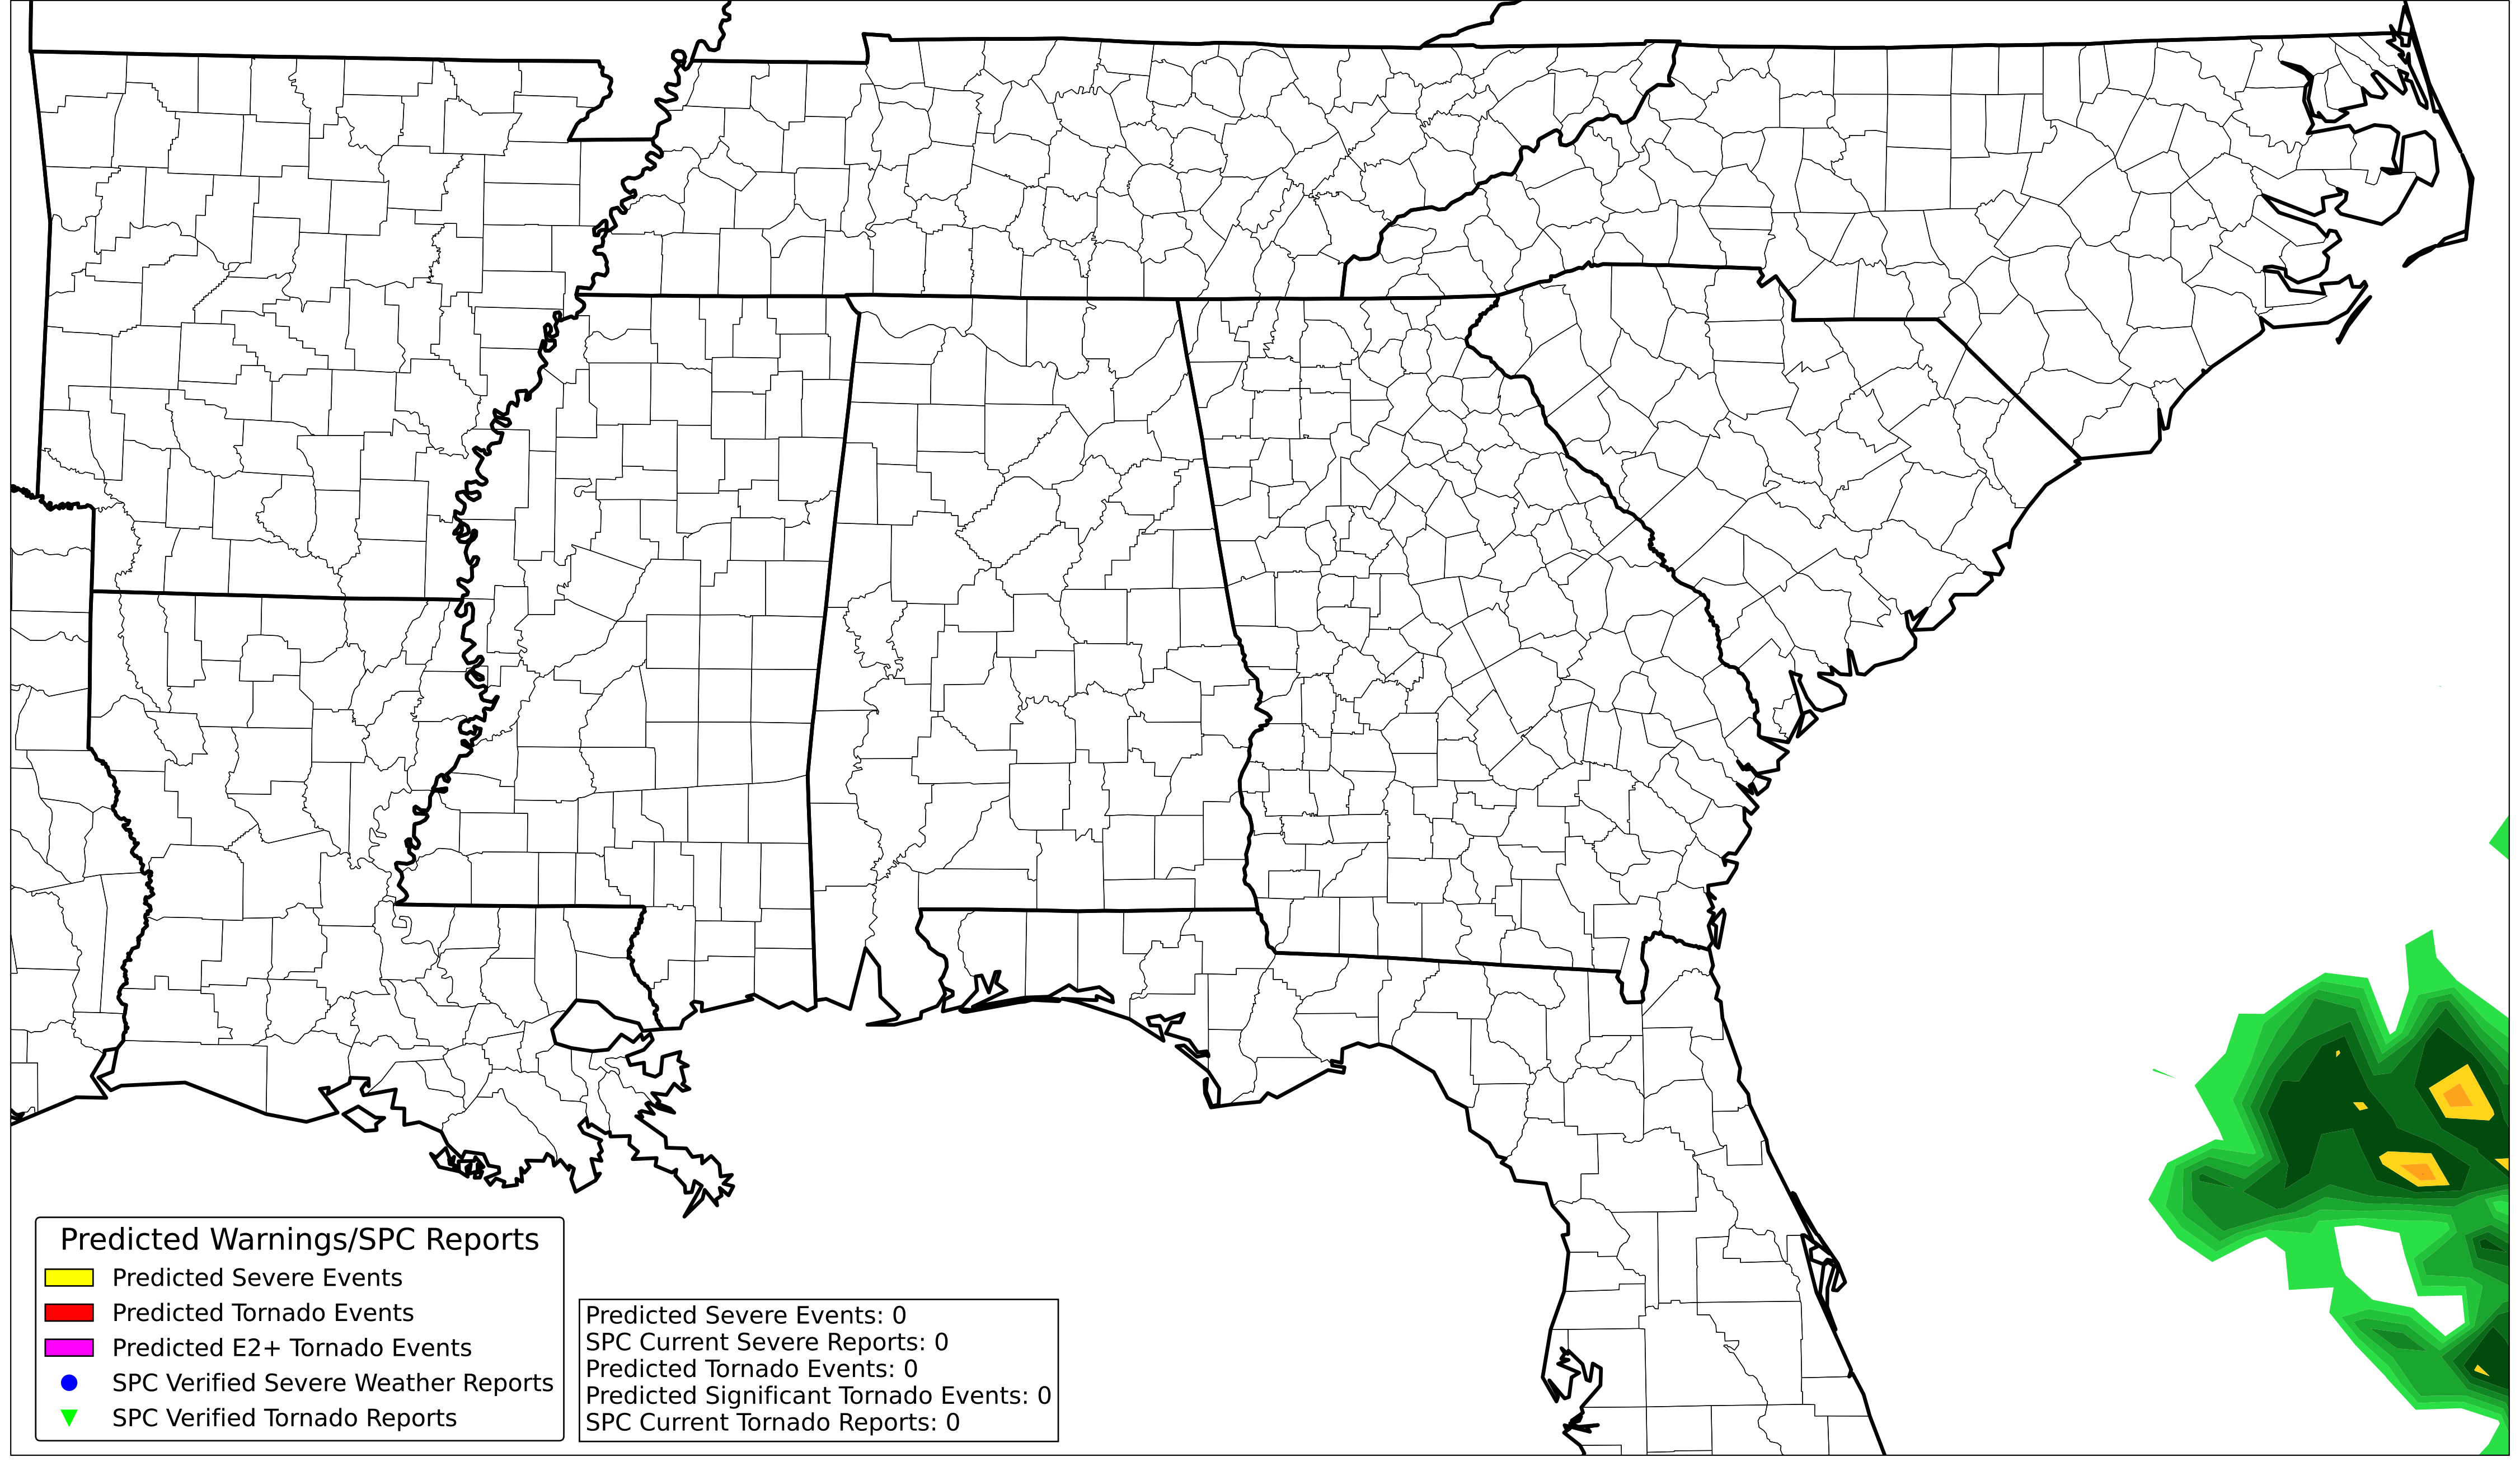 Predicted Warnings/SPC Reports
Predicted Severe Events
Predicted Tornado Events
Predicted E2+ Tornado Events
SPC Verified Severe Weather Reports
SPC Verified Tornado Reports
Predicted Severe Events: 0
SPC Current Severe Reports: 0
Predicted Tornado Events: 0
Predicted Significant Tornado Events: 0
SPC Current Tornado Reports: 0